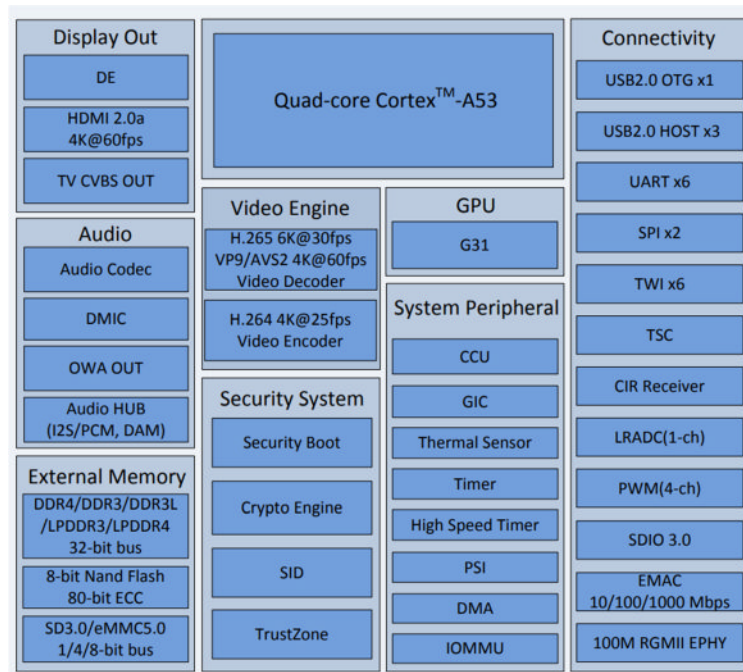 Display Out
DE
HDMI 2.0a
4K@60fps
TV CVBS OUT
Audio
Audio Codec
DMIC
OWA OUT
Audio HUB
(I2S/PCM, DAM)
External Memory
DDR4/DDR3/DDR3L
/LPDDR3/LPDDR4
32-bit bus
8-bit Nand Flash
80-bit ECC
SD3.0/eMMC5.0
1/4/8-bit bus
Quad-core Cortex™-A53
Video Engine
H.265 6K@30fps
VP9/AVS2 4K@60fps
Video Decoder
H.264 4K@25fps
Video Encoder
Security System
Security Boot
Crypto Engine
SID
TrustZone
GPU
G31
System Peripheral
CCU
GIC
Thermal Sensor
Timer
High Speed Timer
PSI
DMA
IOMMU
Connectivity
USB2.0 OTG x1
USB2.0 HOST x3
UART x6
SPI x2
TWI x6
TSC
CIR Receiver
LRADC(1-ch)
PWM(4-ch)
SDIO 3.0
EMAC
10/100/1000 Mbps
100M RGMII EPHY